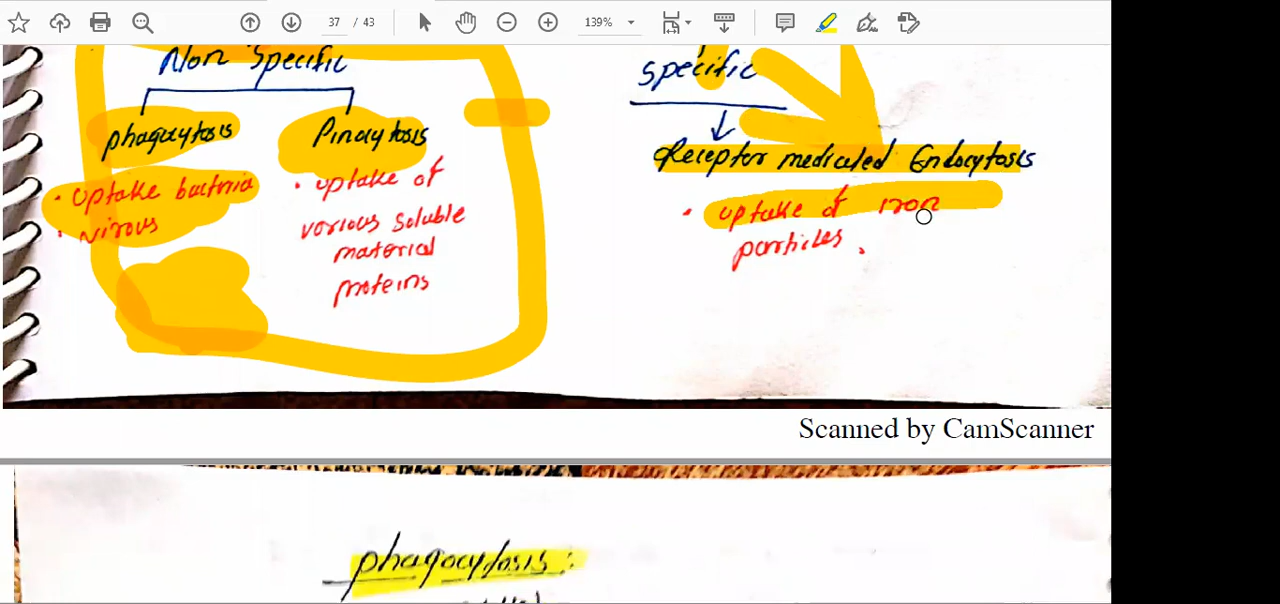 37 / 43
139%
Non Specific
phagocytosis
Pinocytosis
• uptake bacteria
• virous
• uptake of
various soluble
material
proteins
specific
Receptor mediated Endocytosis
• uptake of iron
particles.
Scanned by CamScanner
phagocytosis: